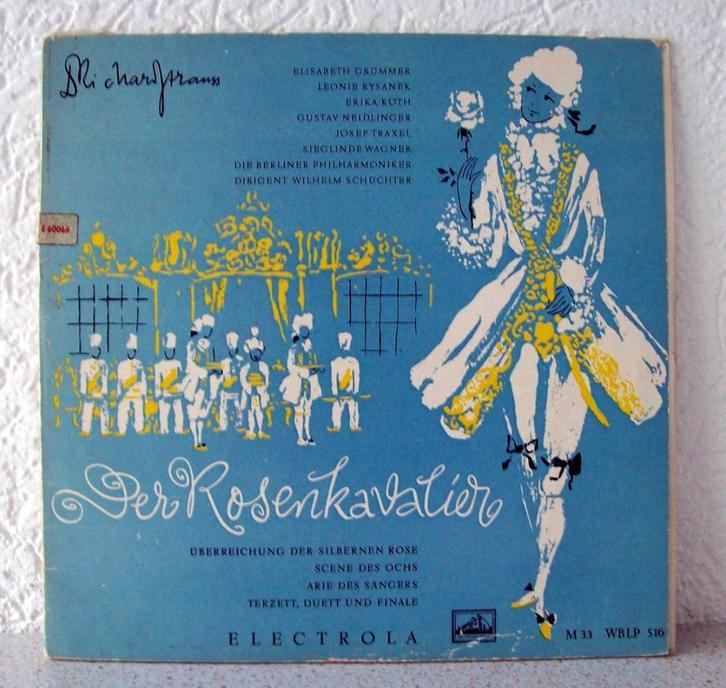 Richard Strauss
ELISABETH GRÜMMER
LEONIE RYSANEK
ERIKA KÖTH
GUSTAV NEIDLINGER
JOSEF TRAXEL
SIEGLINDE WAGNER
DIE BERLINER PHILHARMONIKER
DIRIGENT WILHELM SCHÜCHTER
E 60066
Der Rosenkavalier
ÜBERREICHUNG DER SILBERNEN ROSE
SCENE DES OCHS
ARIE DES SÄNGERS
TERZETT, DUETT UND FINALE
ELECTROLA
M 33 WBLP 516